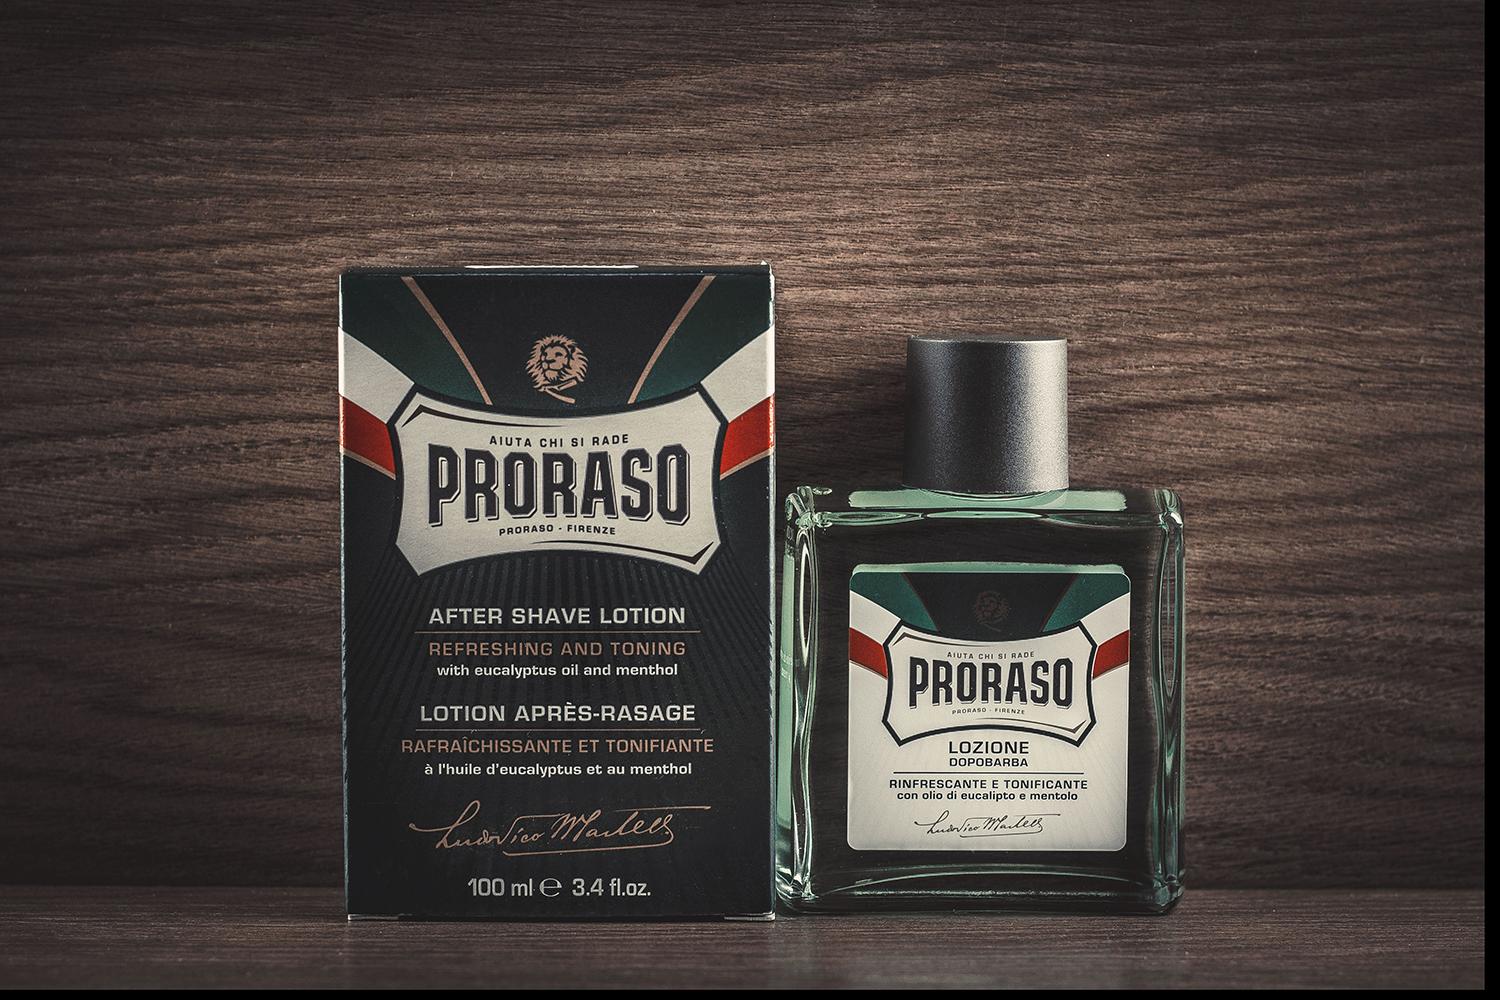 AIUTA CHI SI RADE
PRORASO
PRORASO - FIRENZE
AFTER SHAVE LOTION
REFRESHING AND TONING
with eucalyptus oil and menthol
LOTION APRÈS-RASAGE
RAFRAÎCHISSANTE ET TONIFIANTE
à l'huile d'eucalyptus et au menthol
Ludovico Martelli
100 ml ℮ 3.4 fl.oz.
AIUTA CHI SI RADE
PRORASO
PRORASO - FIRENZE
LOZIONE
DOPOBARBA
RINFRESCANTE E TONIFICANTE
con olio di eucalipto e mentolo
Ludovico Martelli